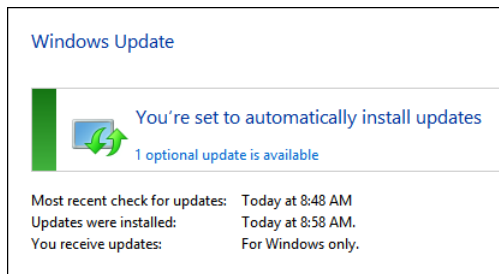 Windows Update
You're set to automatically install updates
1 optional update is available
Most recent check for updates: Today at 8:48 AM
Updates were installed: Today at 8:58 AM.
You receive updates: For Windows only.